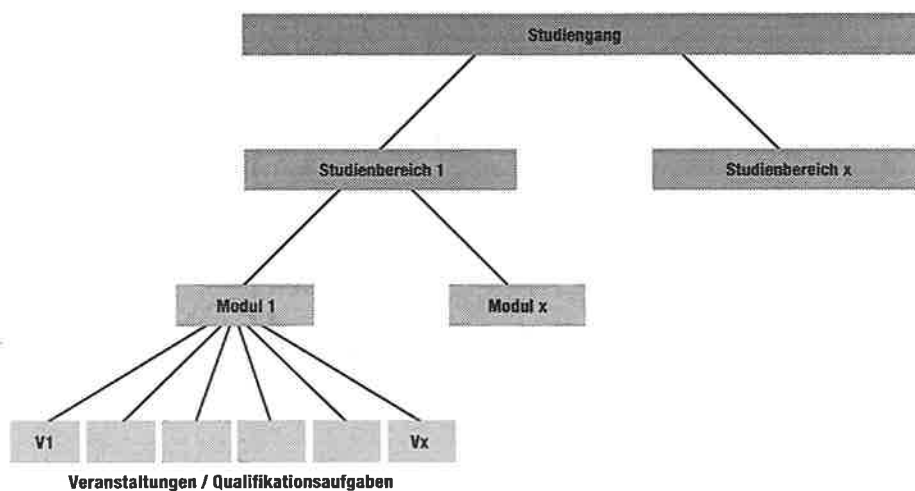 Studiengang
Studienbereich 1
Studienbereich x
Modul 1
Modul x
V1
Vx
Veranstaltungen / Qualifikationsaufgaben